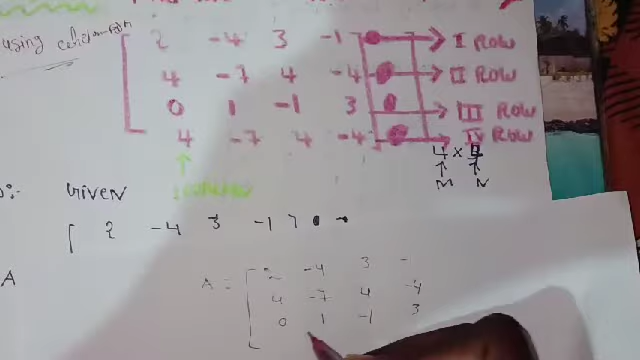 using
2 -4 3 -1 I ROW
4 -7 4 -4 II ROW
0 1 -1 3 III ROW
4 -7 4 -4 IV ROW
4 ×
M N
GIVEN
2 -4 3 -1
A
A = 2 -4 3 -
4 -7 4 -4
0 1 -1 3